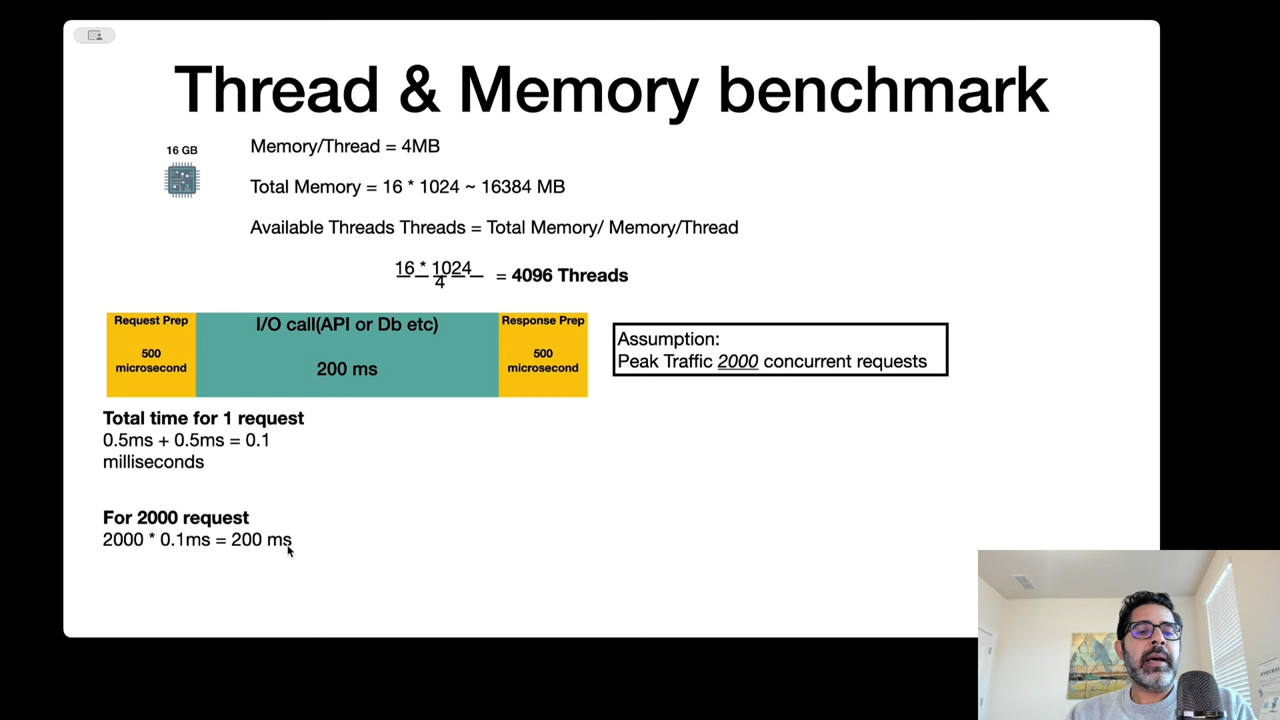 Thread & Memory benchmark
16 GB
Memory/Thread = 4MB
Total Memory = 16 * 1024 ~ 16384 MB
Available Threads Threads = Total Memory/ Memory/Thread
16 * 1024
4
= 4096 Threads
Request Prep
500
microsecond
I/O call(API or Db etc)
200 ms
Response Prep
500
microsecond
Assumption:
Peak Traffic 2000 concurrent requests
Total time for 1 request
0.5ms + 0.5ms = 0.1
milliseconds
For 2000 request
2000 * 0.1ms = 200 ms